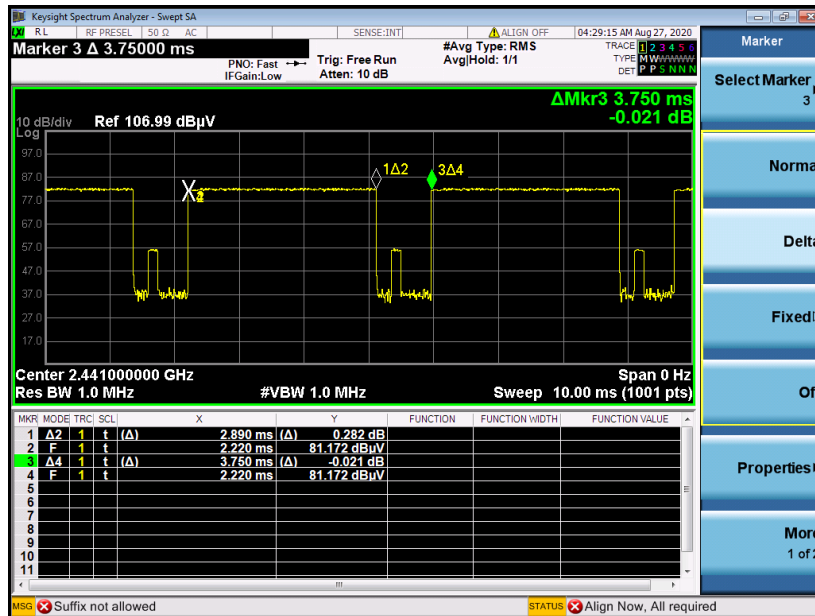 Keysight Spectrum Analyzer - Swept SA
RL RF PRESEL 50 Ω AC SENSE:INT ALIGN OFF 04:29:15 AM Aug 27, 2020
Marker 3 Δ 3.75000 ms
PNO: Fast
IFGain:Low
Trig: Free Run
Atten: 10 dB
#Avg Type: RMS
Avg|Hold: 1/1
TRACE 1 2 3 4 5 6
TYPE M W W W W W
DET P P S N N N
ΔMkr3 3.750 ms
-0.021 dB
10 dB/div Ref 106.99 dBµV
Log
97.0
87.0
77.0
67.0
57.0
47.0
37.0
27.0
17.0
1Δ2
3Δ4
Center 2.441000000 GHz Span 0 Hz
Res BW 1.0 MHz #VBW 1.0 MHz Sweep 10.00 ms (1001 pts)
MKR MODE TRC SCL X Y FUNCTION FUNCTION WIDTH FUNCTION VALUE
1 Δ2 1 t (Δ) 2.890 ms (Δ) 0.282 dB
2 F 1 t 2.220 ms 81.172 dBµV
3 Δ4 1 t (Δ) 3.750 ms (Δ) -0.021 dB
4 F 1 t 2.220 ms 81.172 dBµV
5
6
7
8
9
10
11
MSG Suffix not allowed STATUS Align Now, All required
Marker
Select Marker
3
Norma
Delta
Fixed
Of
Properties
More
1 of 2